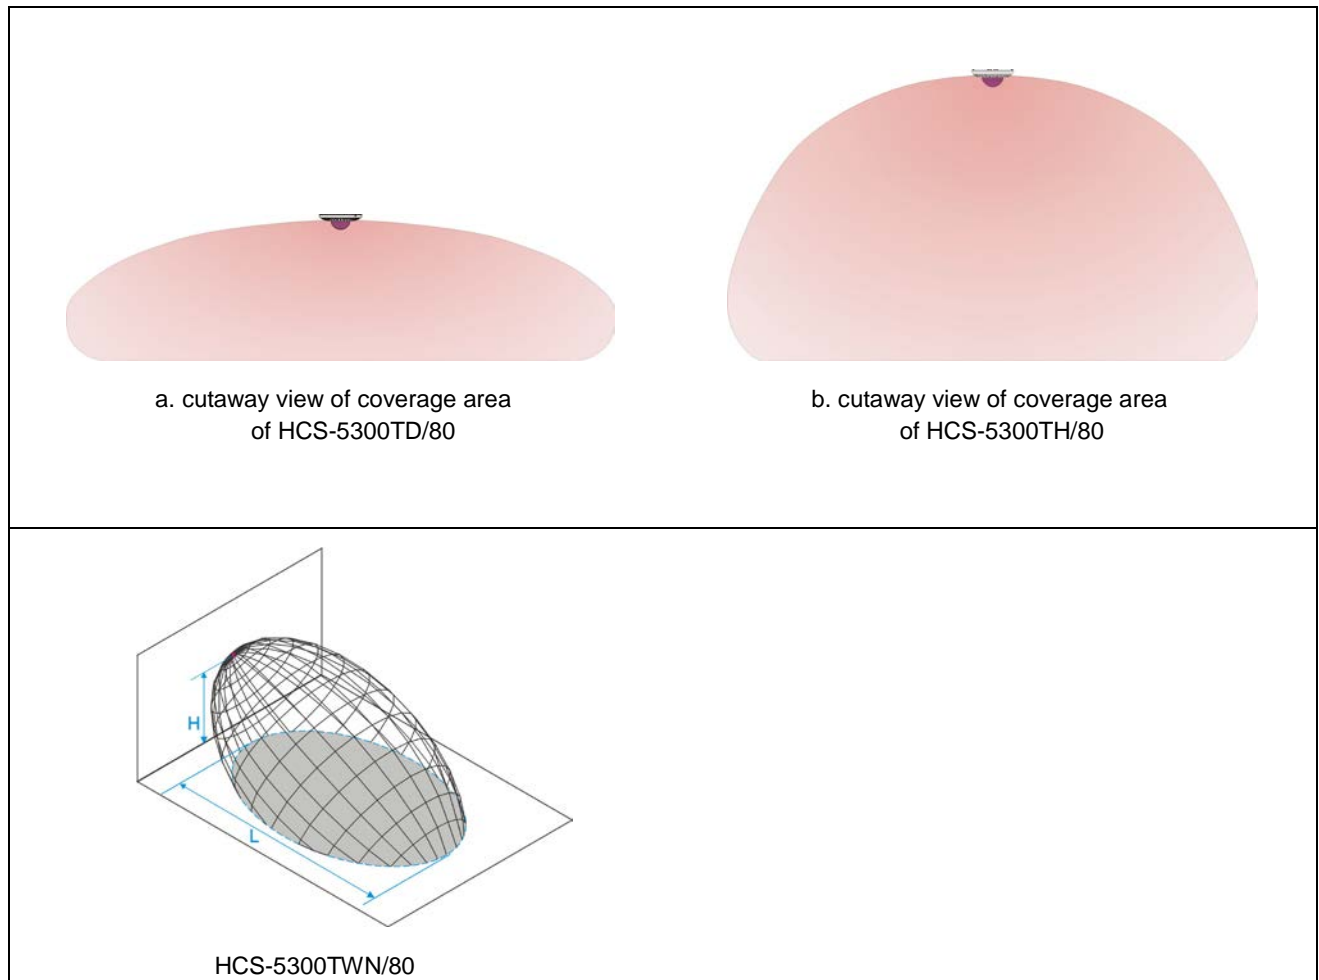 a. cutaway view of coverage area
of HCS-5300TD/80
b. cutaway view of coverage area
of HCS-5300TH/80
H
L
HCS-5300TWN/80